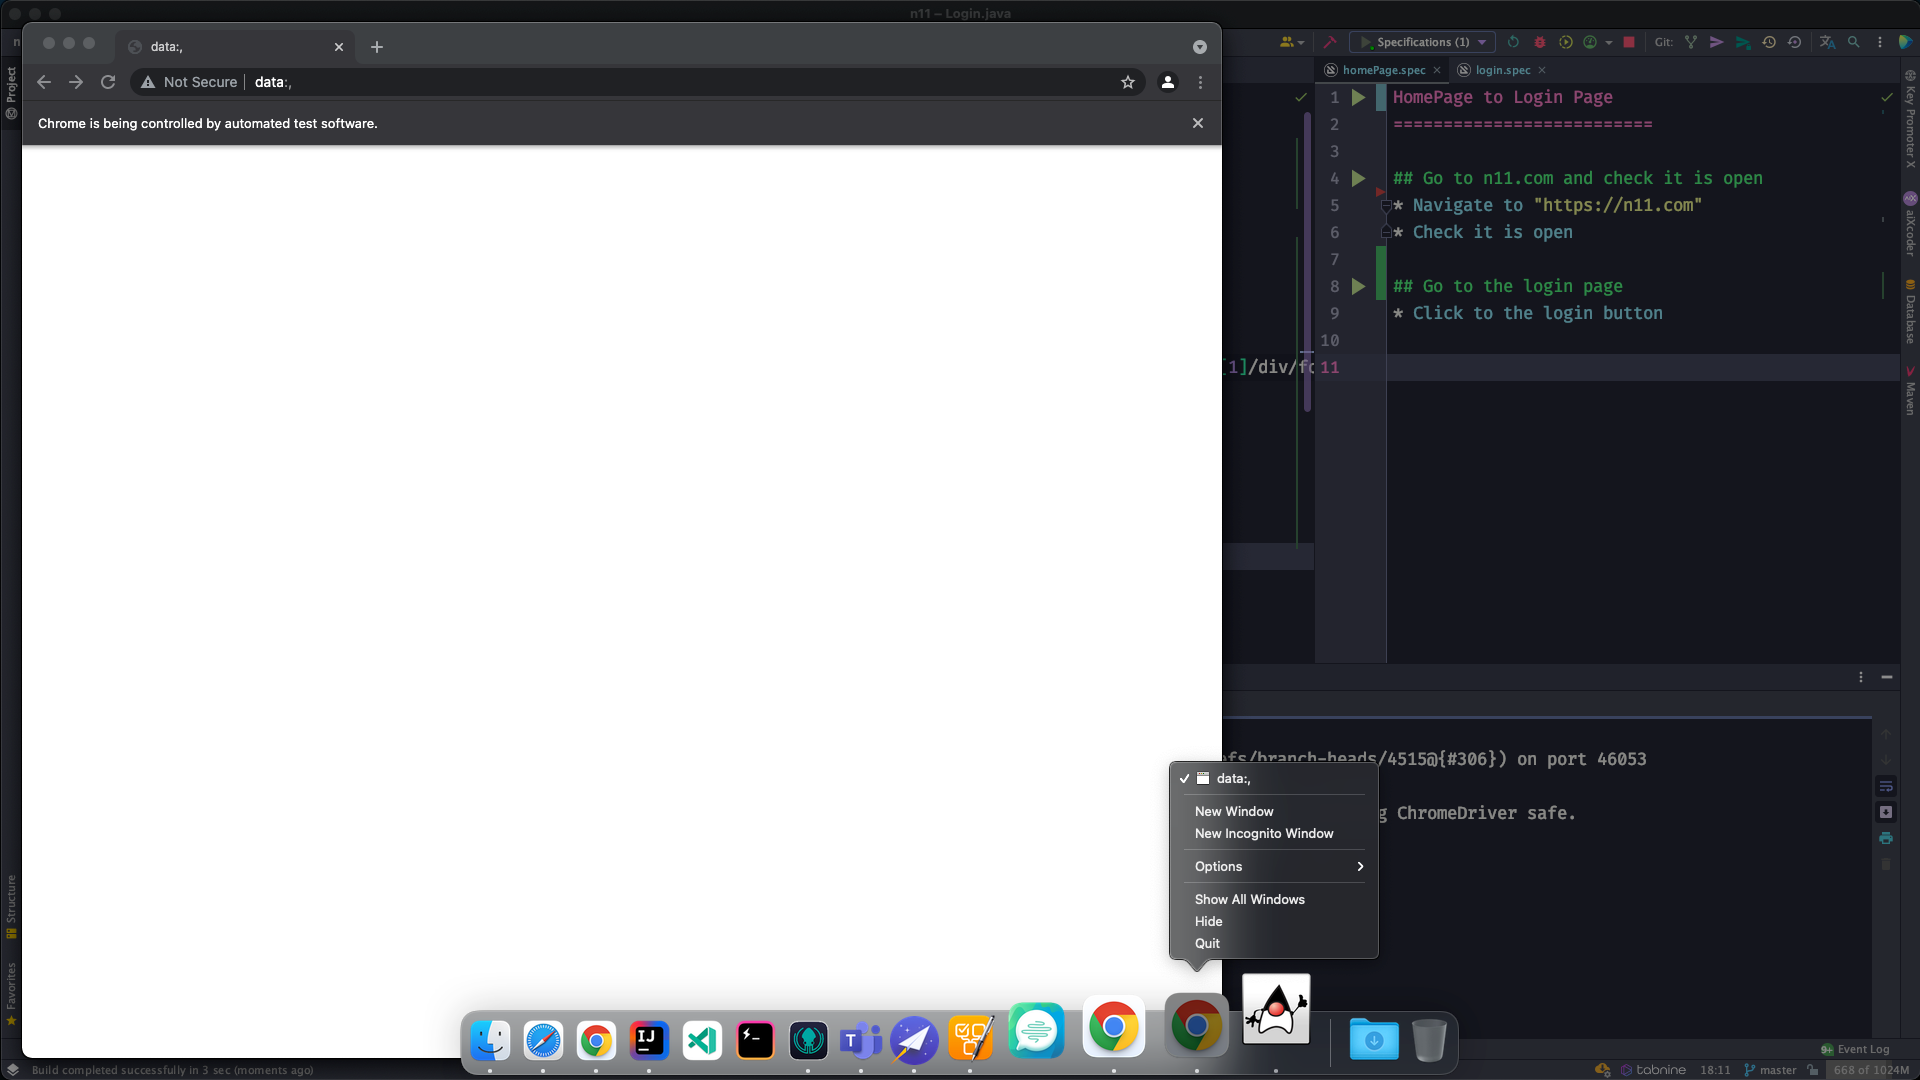 n11 – Login.java
data:,
Not Secure
data:,
Chrome is being controlled by automated test software.
Specifications (1)
Git:
homePage.spec
login.spec
1 HomePage to Login Page
2 ==========================
3
4 ## Go to n11.com and check it is open
5 * Navigate to "https://n11.com"
6 * Check it is open
7
8 ## Go to the login page
9 * Click to the login button
10
[1]/div/fo
11
Project
Structure
Favorites
Key Promoter X
aiXcoder
Database
Maven
fs/branch-heads/4515@{#306}) on port 46053
g ChromeDriver safe.
data:,
New Window
New Incognito Window
Options
Show All Windows
Hide
Quit
IJ
T
Event Log
Build completed successfully in 3 sec (moments ago)
tabnine
18:11
master
668 of 1024M